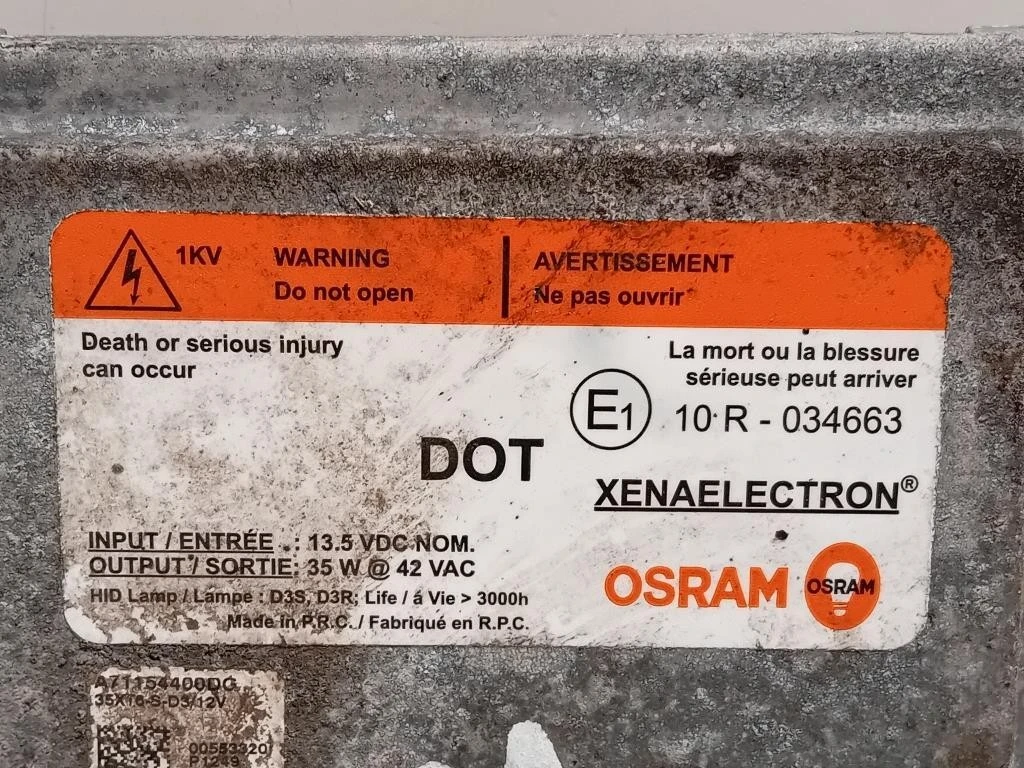 1KV WARNING AVERTISSEMENT
Do not open Ne pas ouvrir
Death or serious injury
can occur
La mort ou la blessure
sérieuse peut arriver
E1 10 R - 034663
DOT
XENAELECTRON®
INPUT / ENTRÉE .: 13.5 VDC NOM.
OUTPUT / SORTIE: 35 W @ 42 VAC
HID Lamp / Lampe : D3S, D3R; Life / á Vie > 3000h
Made in P.R.C. / Fabriqué en R.P.C.
OSRAM OSRAM
A71154400DG
35X16-S-D3/12V
00553320
P1249